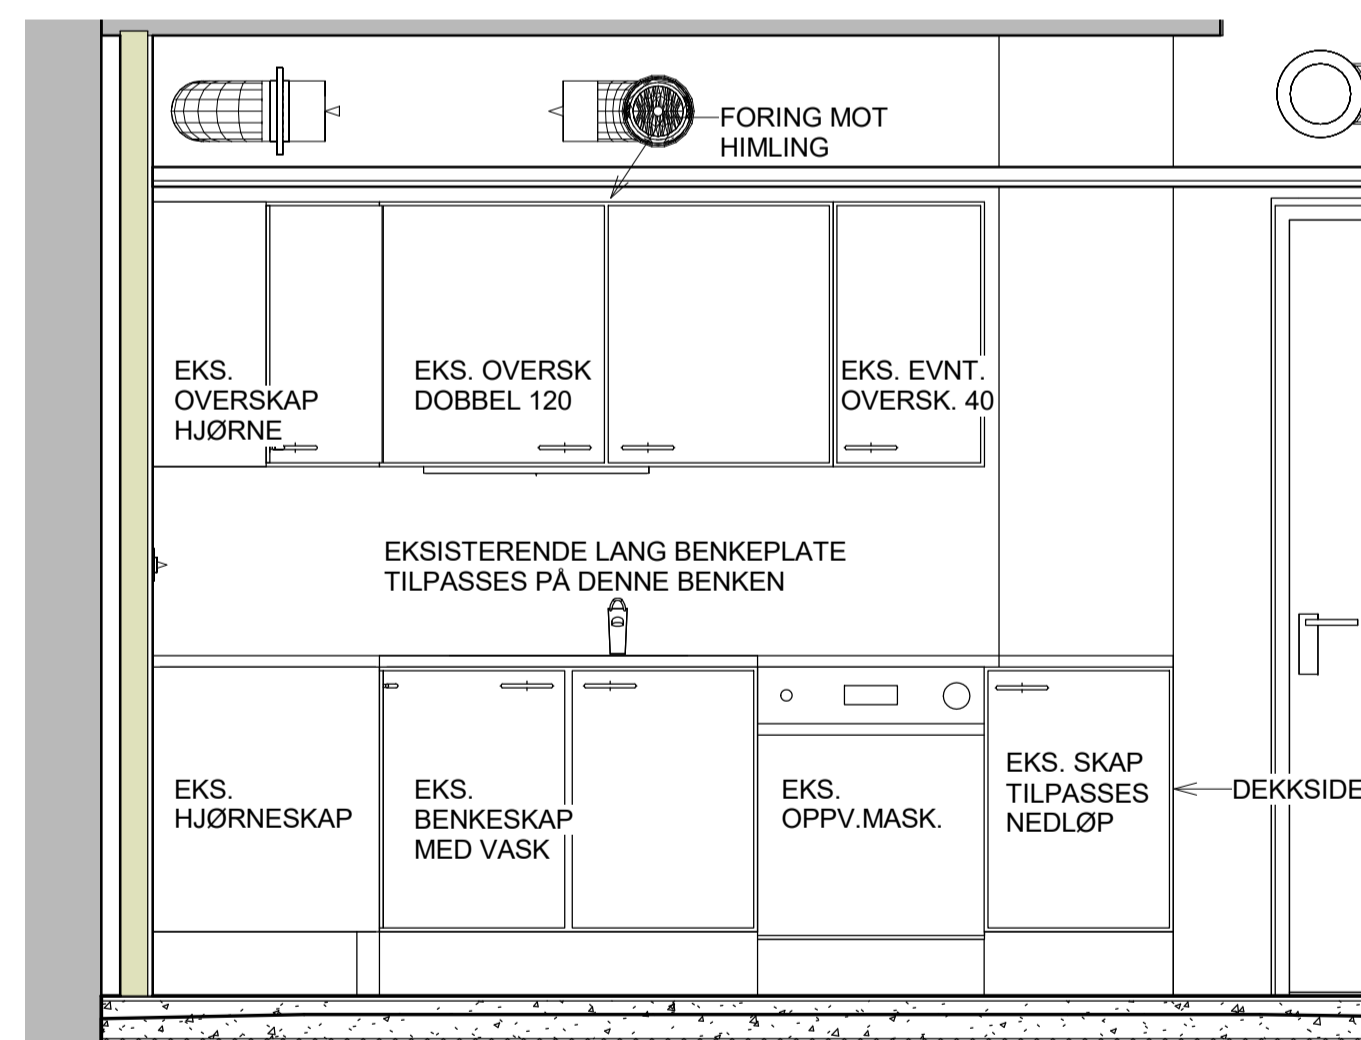 FORING MOT
HIMLING
EKS.
OVERSKAP
HJØRNE
EKS. OVERSK
DOBBEL 120
EKS. EVNT.
OVERSK. 40
EKSISTERENDE LANG BENKEPLATE
TILPASSES PÅ DENNE BENKEN
EKS.
HJØRNESKAP
EKS.
BENKESKAP
MED VASK
EKS.
OPPV.MASK.
EKS. SKAP
TILPASSES
NEDLØP
DEKKSIDE